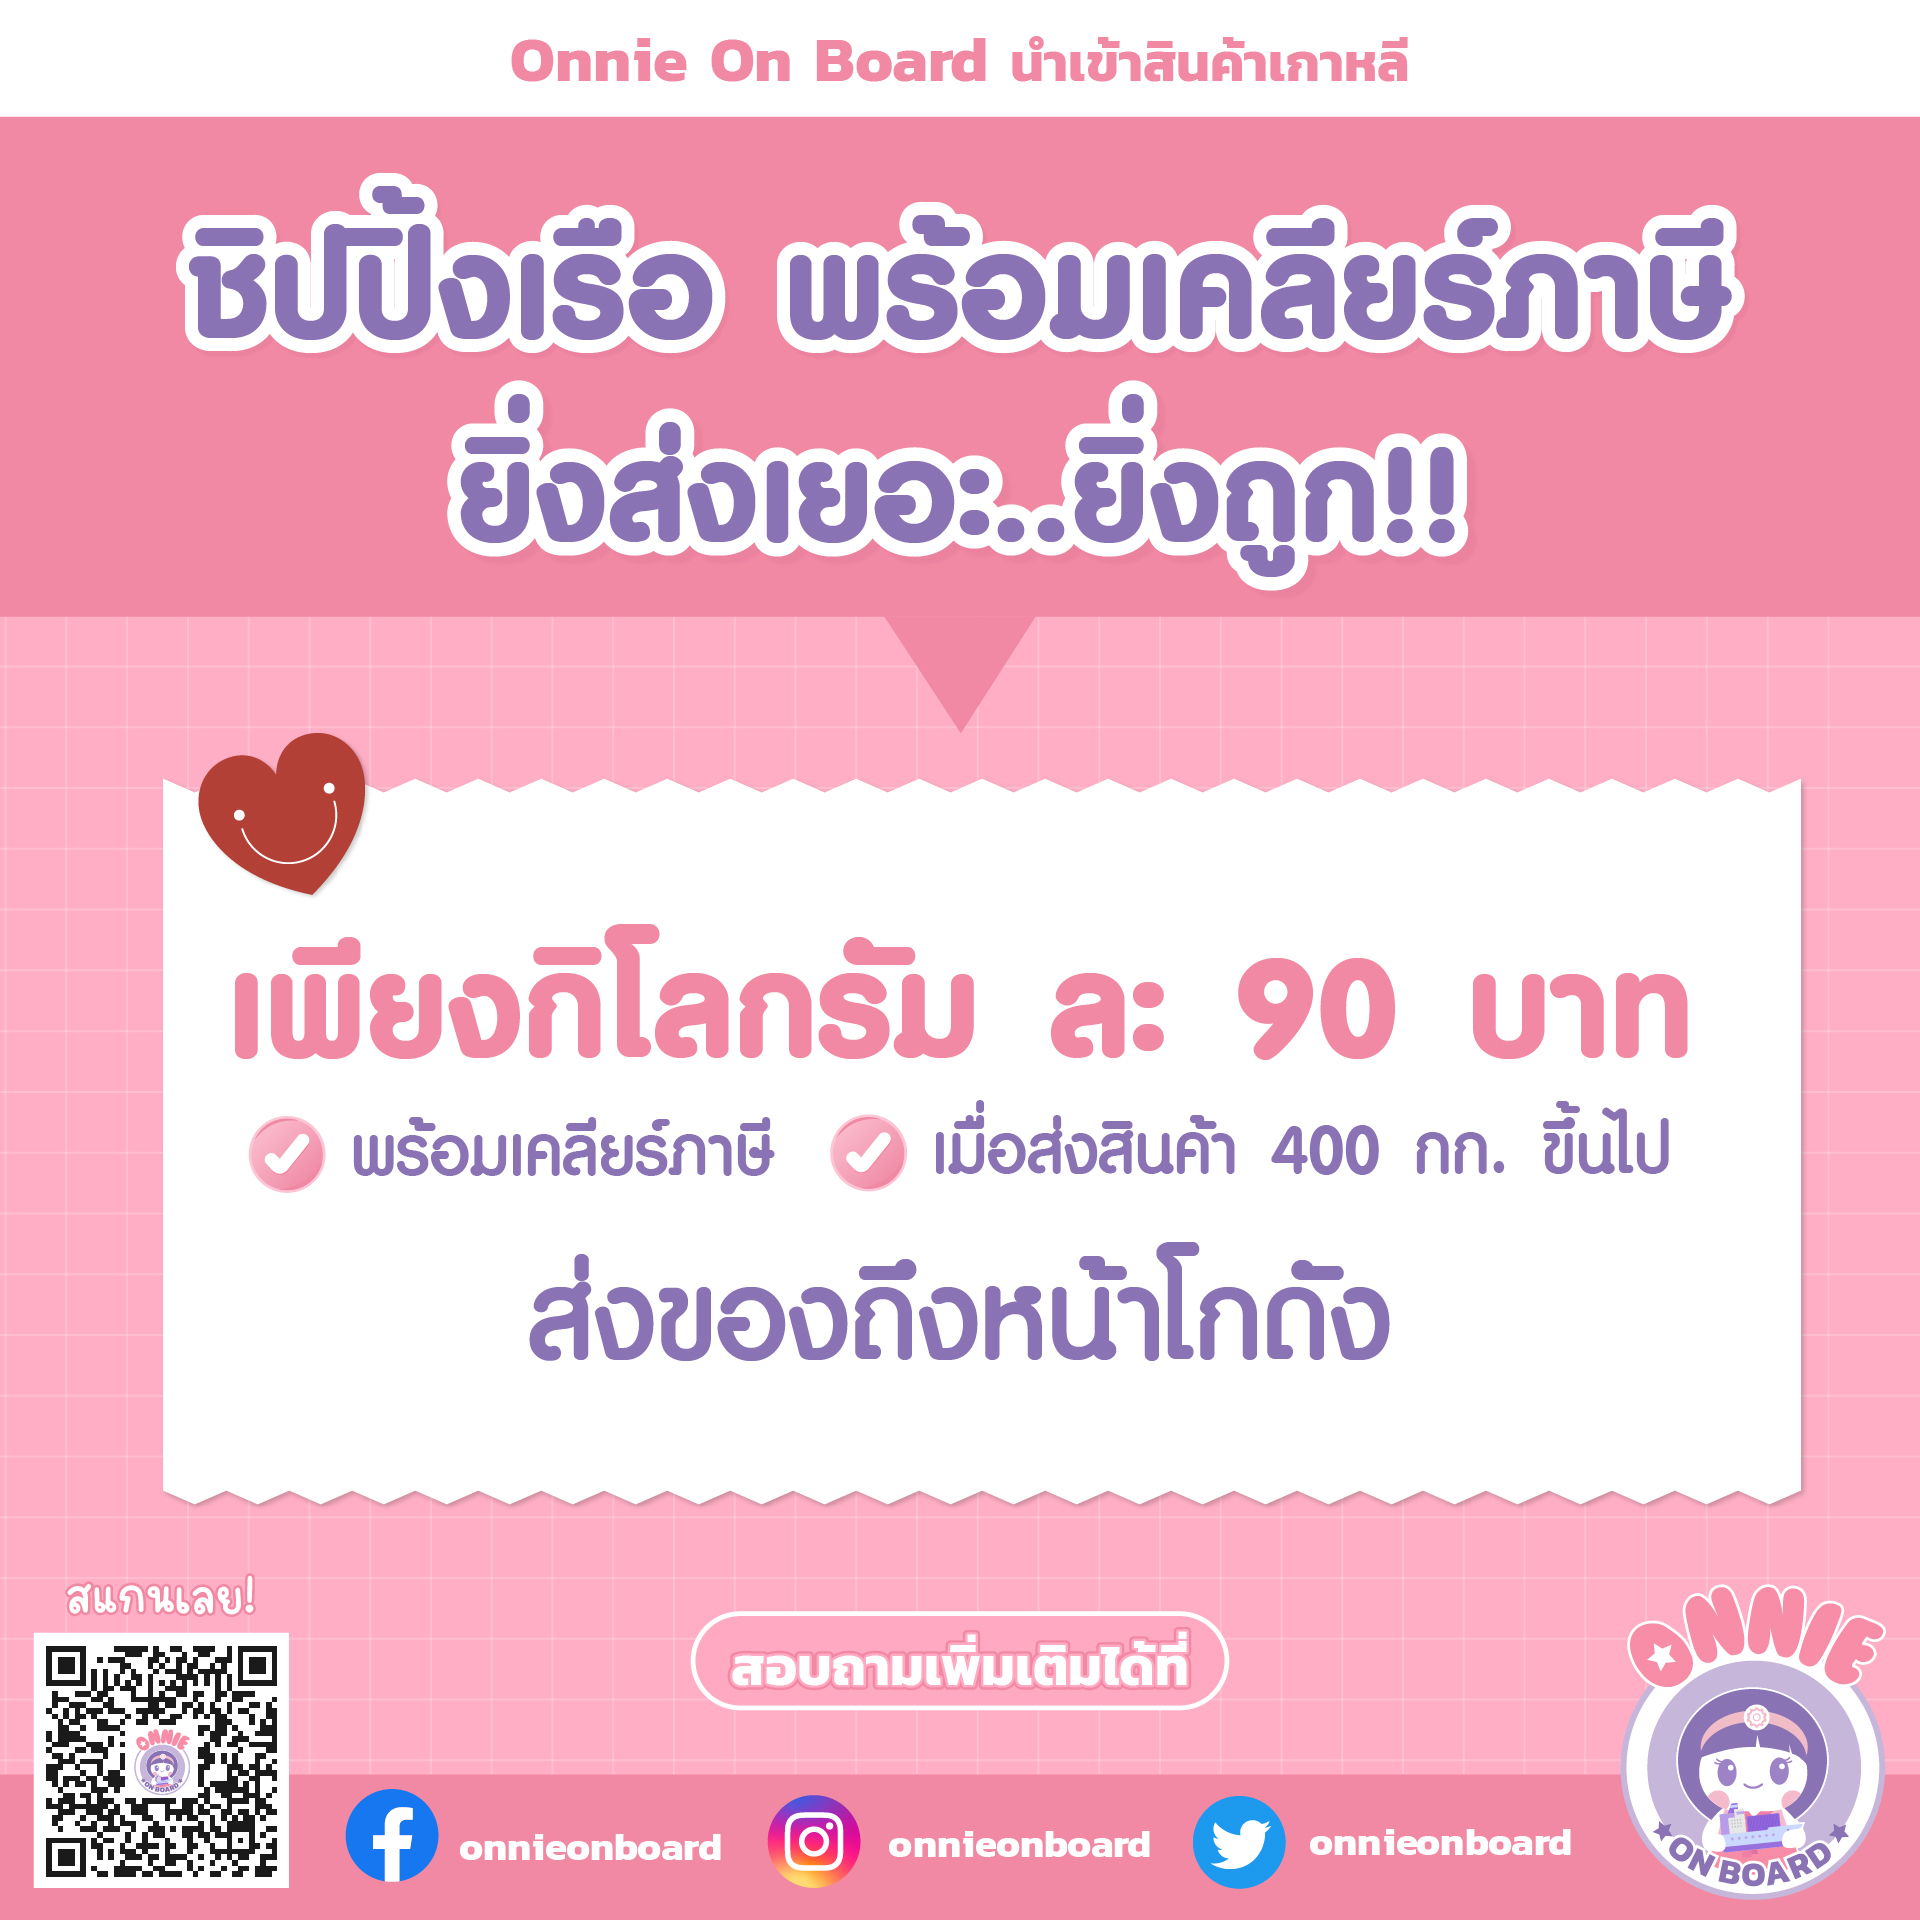 Onnie On Board นำเข้าสินค้าเกาหลี
ชิปปิ้งเรือ พร้อมเคลียร์ภาษี
ยิ่งส่งเยอะ..ยิ่งถูก!!
เพียงกิโลกรัม ละ 90 บาท
พร้อมเคลียร์ภาษี เมื่อส่งสินค้า 400 กก. ขึ้นไป
ส่งของถึงหน้าโกดัง
สแกนเลย!
สอบถามเพิ่มเติมได้ที่
onnieonboard onnieonboard onnieonboard
ONNIE
ON BOARD
ONNIE
ON BOARD